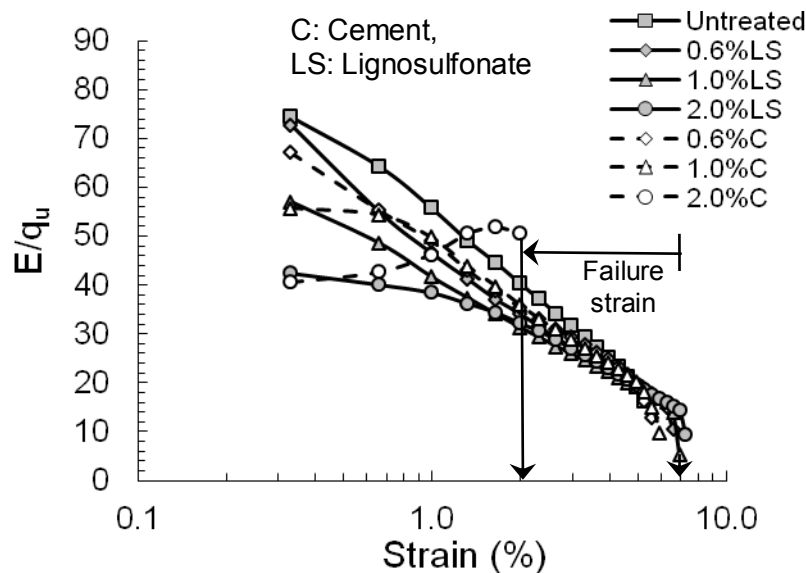 C: Cement,
LS: Lignosulfonate
Untreated
0.6%LS
1.0%LS
2.0%LS
0.6%C
1.0%C
2.0%C
90
80
70
60
50
40
30
20
10
0
E/qu
Failure
strain
0.1
1.0
10.0
Strain (%)